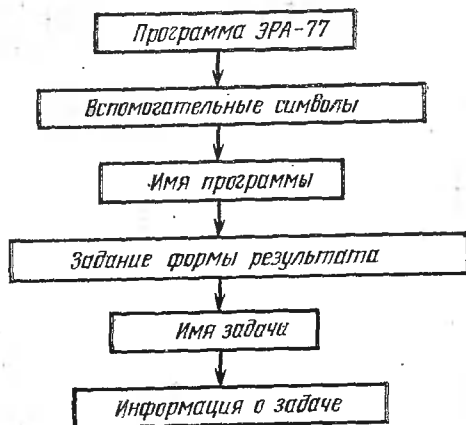 Программа ЭРА-77
Вспомогательные символы
Имя программы
Задание формы результата
Имя задачи
Информация о задаче